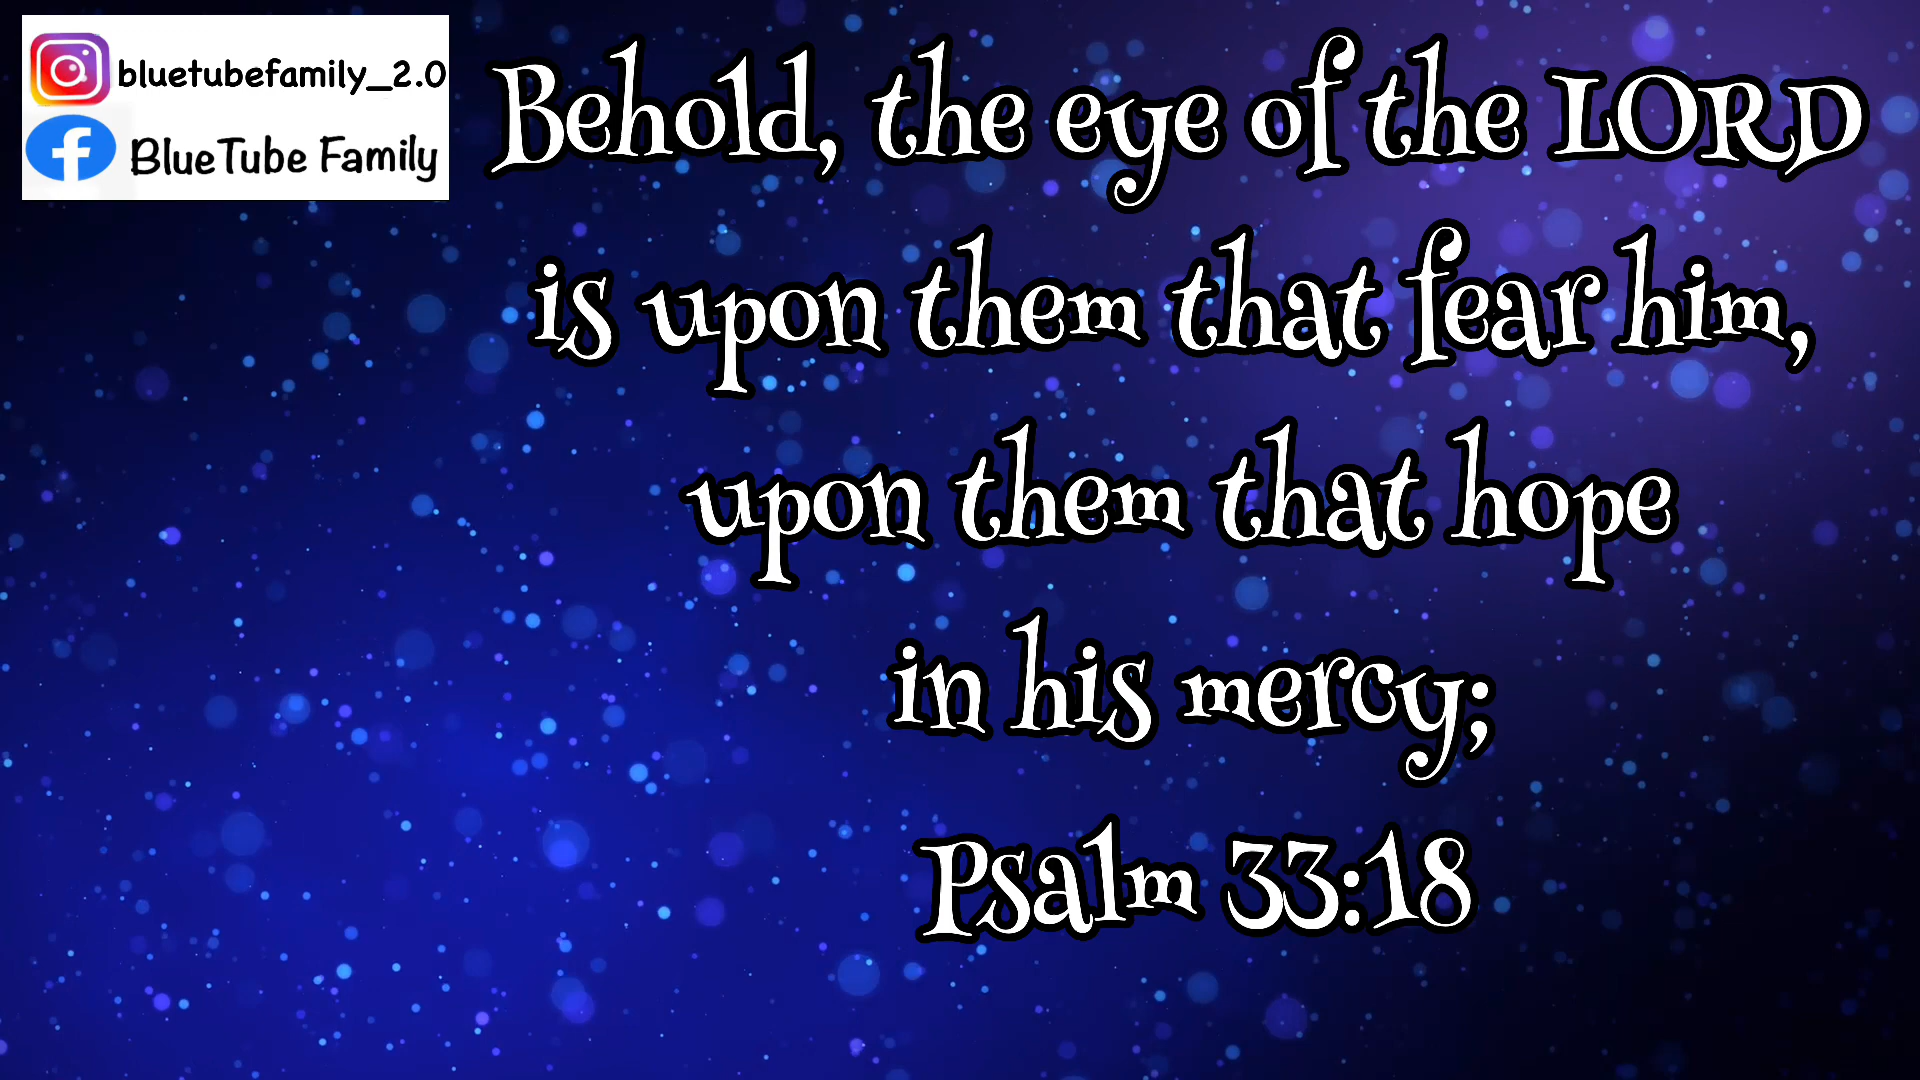 bluetubefamily_2.0
BlueTube Family
Behold, the eye of the LORD
is upon them that fear him,
upon them that hope
in his mercy;
Psalm 33:18